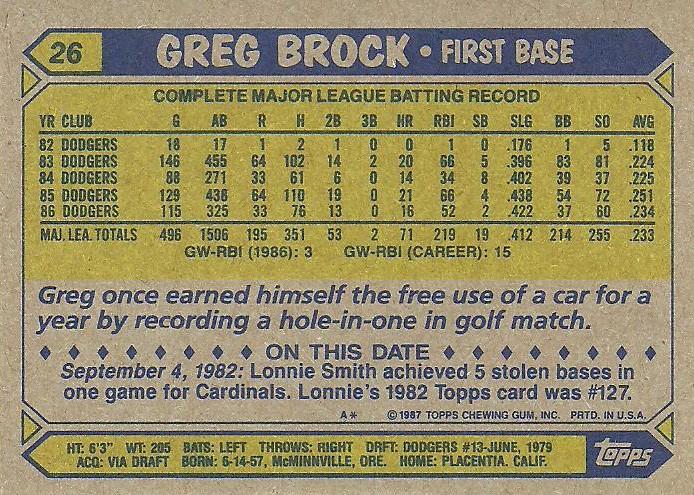 26 GREG BROCK • FIRST BASE
COMPLETE MAJOR LEAGUE BATTING RECORD
YR CLUB G AB R H 2B 3B HR RBI SB SLG BB SO AVG
82 DODGERS 18 17 1 2 1 0 0 1 0 .176 1 5 .118
83 DODGERS 146 455 64 102 14 2 20 66 5 .396 83 81 .224
84 DODGERS 88 271 33 61 6 0 14 34 8 .402 39 37 .225
85 DODGERS 129 438 64 110 19 0 21 66 4 .438 54 72 .251
86 DODGERS 115 325 33 76 13 0 16 52 2 .422 37 60 .234
MAJ. LEA. TOTALS 496 1506 195 351 53 2 71 219 19 .412 214 255 .233
GW-RBI (1986): 3 GW-RBI (CAREER): 15
Greg once earned himself the free use of a car for a
year by recording a hole-in-one in golf match.
♦ ♦ ♦ ♦ ♦ ♦ ♦ ♦ ON THIS DATE ♦ ♦ ♦ ♦ ♦ ♦ ♦ ♦
September 4, 1982: Lonnie Smith achieved 5 stolen bases in
one game for Cardinals. Lonnie's 1982 Topps card was #127.
A* ©1987 TOPPS CHEWING GUM, INC. PRTD. IN U.S.A.
HT: 6'3" WT: 205 BATS: LEFT THROWS: RIGHT DRFT: DODGERS #13-JUNE, 1979
ACQ: VIA DRAFT BORN: 6-14-57, McMINNVILLE, ORE. HOME: PLACENTIA. CALIF.
TOPPS